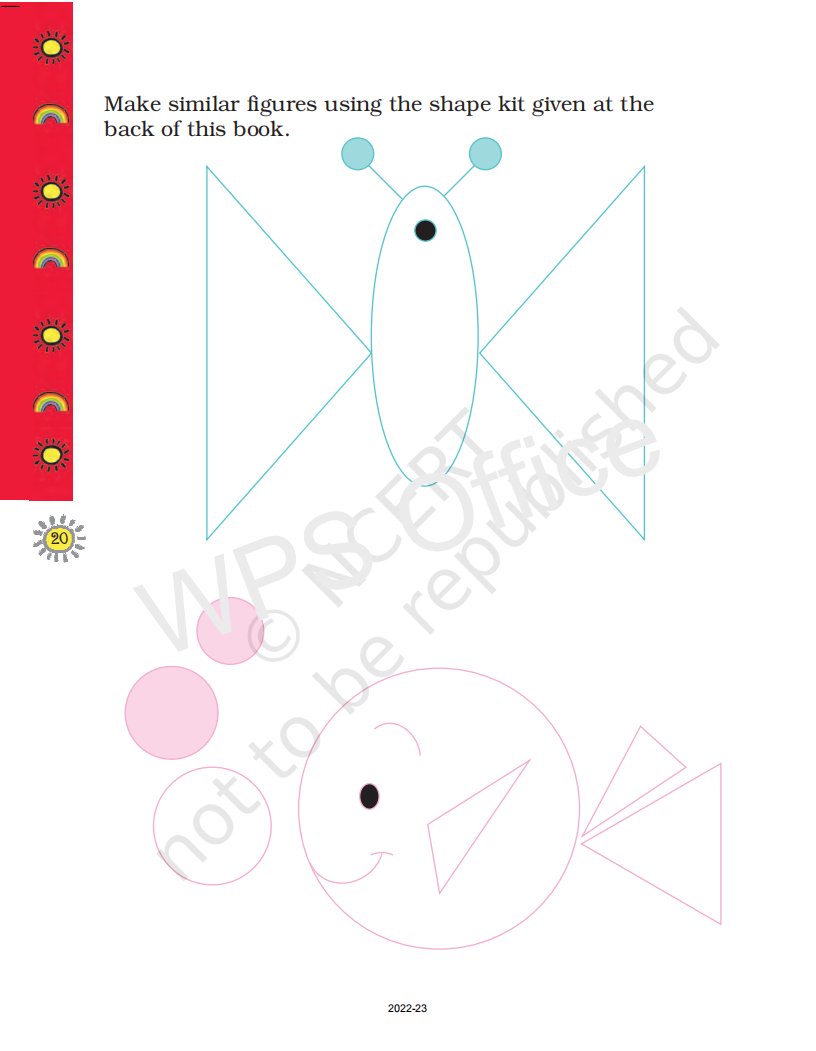 Make similar figures using the shape kit given at the
back of this book.
20
WPS Office
© NCERT
not to be republished
2022-23